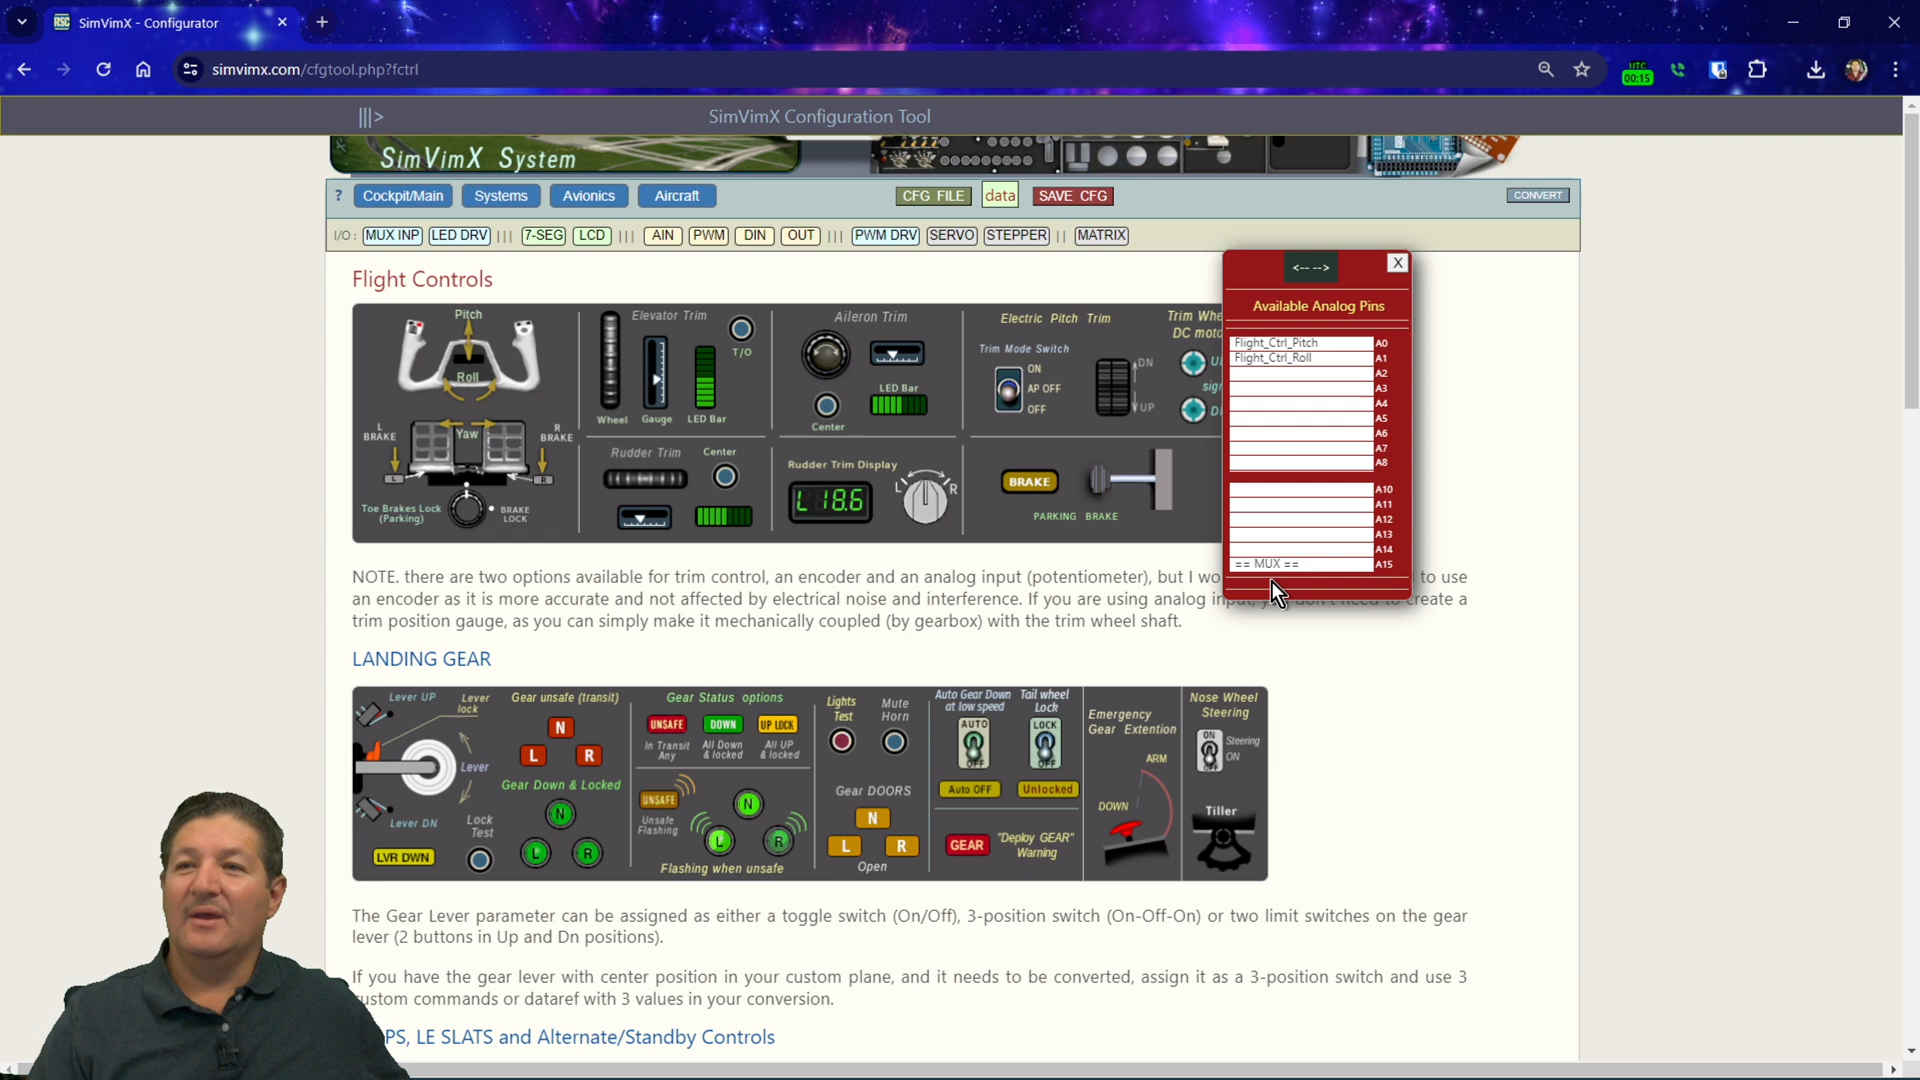 SimVimX - Configurator
simvimx.com/cfgtool.php?fctrl
UTC
00:15
|||>
SimVimX Configuration Tool
SimVimX System
? Cockpit/Main Systems Avionics Aircraft CFG FILE data SAVE CFG CONVERT
I/O : MUX INP LED DRV ||| 7-SEG LCD ||| AIN PWM DIN OUT ||| PWM DRV SERVO STEPPER || MATRIX
Flight Controls
Pitch
Roll
L BRAKE
Yaw
R BRAKE
L
R
Toe Brakes Lock
(Parking)
BRAKE
LOCK
Elevator Trim
T/O
Wheel Gauge LED Bar
Rudder Trim Center
Aileron Trim
LED Bar
Center
Rudder Trim Display
L 18.6
L R
Electric Pitch Trim
Trim Mode Switch
ON
AP OFF
OFF
DN
UP
BRAKE
PARKING BRAKE
<-- -->
X
Available Analog Pins
Flight_Ctrl_Pitch A0
Flight_Ctrl_Roll A1
A2
A3
A4
A5
A6
A7
A8
A10
A11
A12
A13
A14
== MUX == A15
NOTE. there are two options available for trim control, an encoder and an analog input (potentiometer), but I to use
an encoder as it is more accurate and not affected by electrical noise and interference. If you are using analog create a
trim position gauge, as you can simply make it mechanically coupled (by gearbox) with the trim wheel shaft.
LANDING GEAR
Lever UP
Lever
lock
Lever
Lever DN
LVR DWN
Lock
Test
Gear unsafe (transit)
N
L R
Gear Down & Locked
N
L R
Gear Status options
UNSAFE DOWN UP LOCK
In Transit
Any
All Down
& locked
All UP
& locked
UNSAFE
Unsafe
Flashing
N
L R
Flashing when unsafe
Lights
Test
Mute
Horn
Gear DOORS
N
L R
Open
Auto Gear Down
at low speed
AUTO
OFF
Auto OFF
Tail wheel
Lock
LOCK
OFF
Unlocked
GEAR
"Deploy GEAR"
Warning
Emergency
Gear Extention
ARM
DOWN
Nose Wheel
Steering
ON
OFF
Steering
ON
Tiller
The Gear Lever parameter can be assigned as either a toggle switch (On/Off), 3-position switch (On-Off-On) or two limit switches on the gear
lever (2 buttons in Up and Dn positions).
If you have the gear lever with center position in your custom plane, and it needs to be converted, assign it as a 3-position switch and use 3
custom commands or dataref with 3 values in your conversion.
PS, LE SLATS and Alternate/Standby Controls